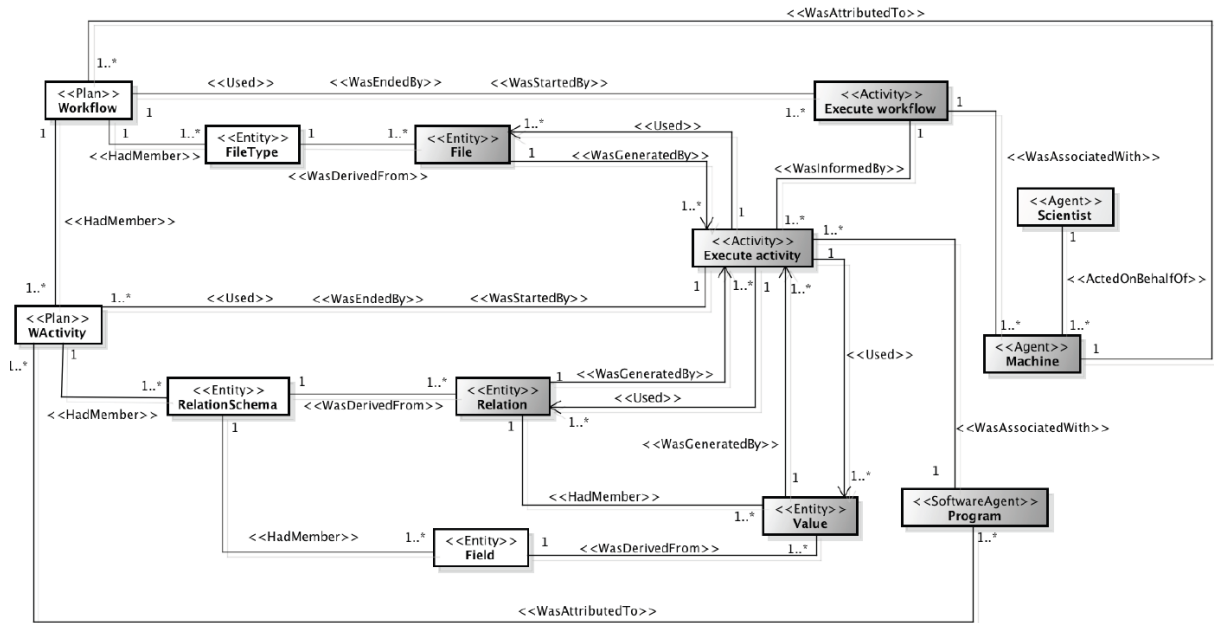 <<WasAttributedTo>>
1..*
<<Used>> <<WasEndedBy>> <<WasStartedBy>>
<<Plan>>
Workflow
1
1..*
<<Activity>>
Execute workflow
1
1 1 1..*
<<HadMember>>
<<Entity>>
FileType
1 1..*
<<WasDerivedFrom>>
<<Entity>>
File
1..* <<Used>>
1 <<WasGeneratedBy>>
1
<<WasInformedBy>>
<<WasAssociatedWith>>
<<Agent>>
Scientist
1
<<HadMember>>
1..* 1 1..*
<<Activity>>
Execute activity
1..*
1
<<ActedOnBehalfOf>>
1..* 1..* <<Used>> <<WasEndedBy>> <<WasStartedBy>> 1 1..* 1 1..*
<<Plan>>
WActivity
1..* 1..*
<<Agent>>
Machine
1
1..* 1
<<Used>>
1..*
<<HadMember>>
<<Entity>>
RelationSchema
1 1..*
<<WasDerivedFrom>>
<<Entity>>
Relation
1 <<WasGeneratedBy>>
<<Used>>
1..*
1 1
<<WasGeneratedBy>>
<<WasAssociatedWith>>
1 1..* 1
<<HadMember>>
1..*
<<Entity>>
Value
<<SoftwareAgent>>
Program
<<HadMember>>
1..*
<<Entity>>
Field
1 <<WasDerivedFrom>> 1..*
1..*
<<WasAttributedTo>>